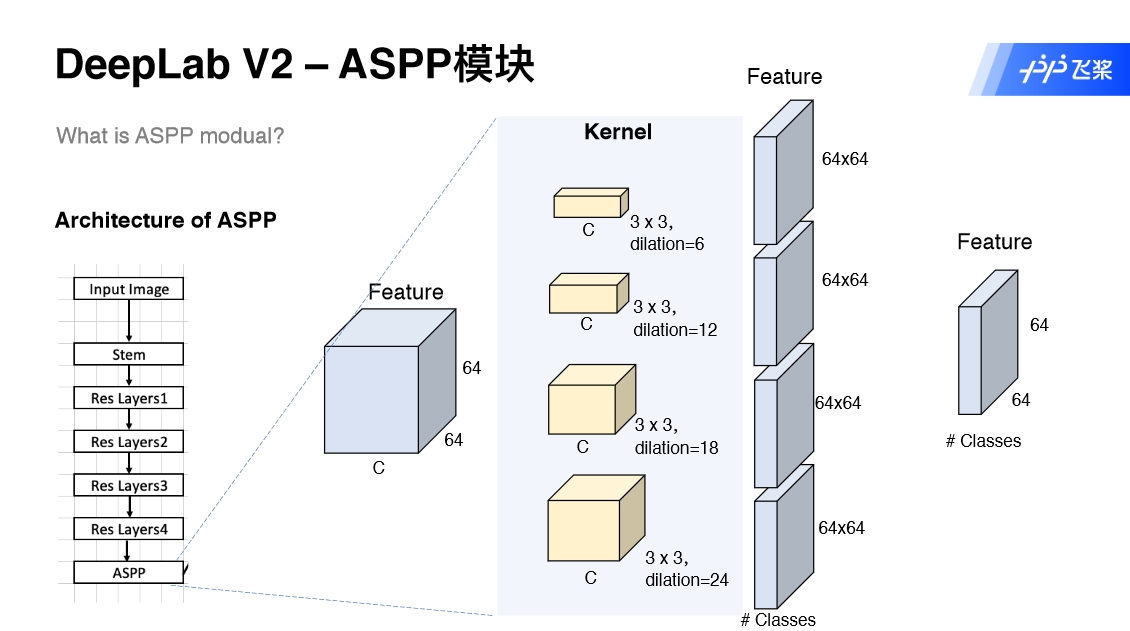 DeepLab V2 – ASPP模块
飞桨
What is ASPP modual?
Architecture of ASPP
Input Image
Stem
Res Layers1
Res Layers2
Res Layers3
Res Layers4
ASPP
Feature
64
64
C
Kernel
C
3 x 3,
dilation=6
C
3 x 3,
dilation=12
C
3 x 3,
dilation=18
C
3 x 3,
dilation=24
Feature
64x64
64x64
64x64
64x64
# Classes
Feature
64
64
# Classes